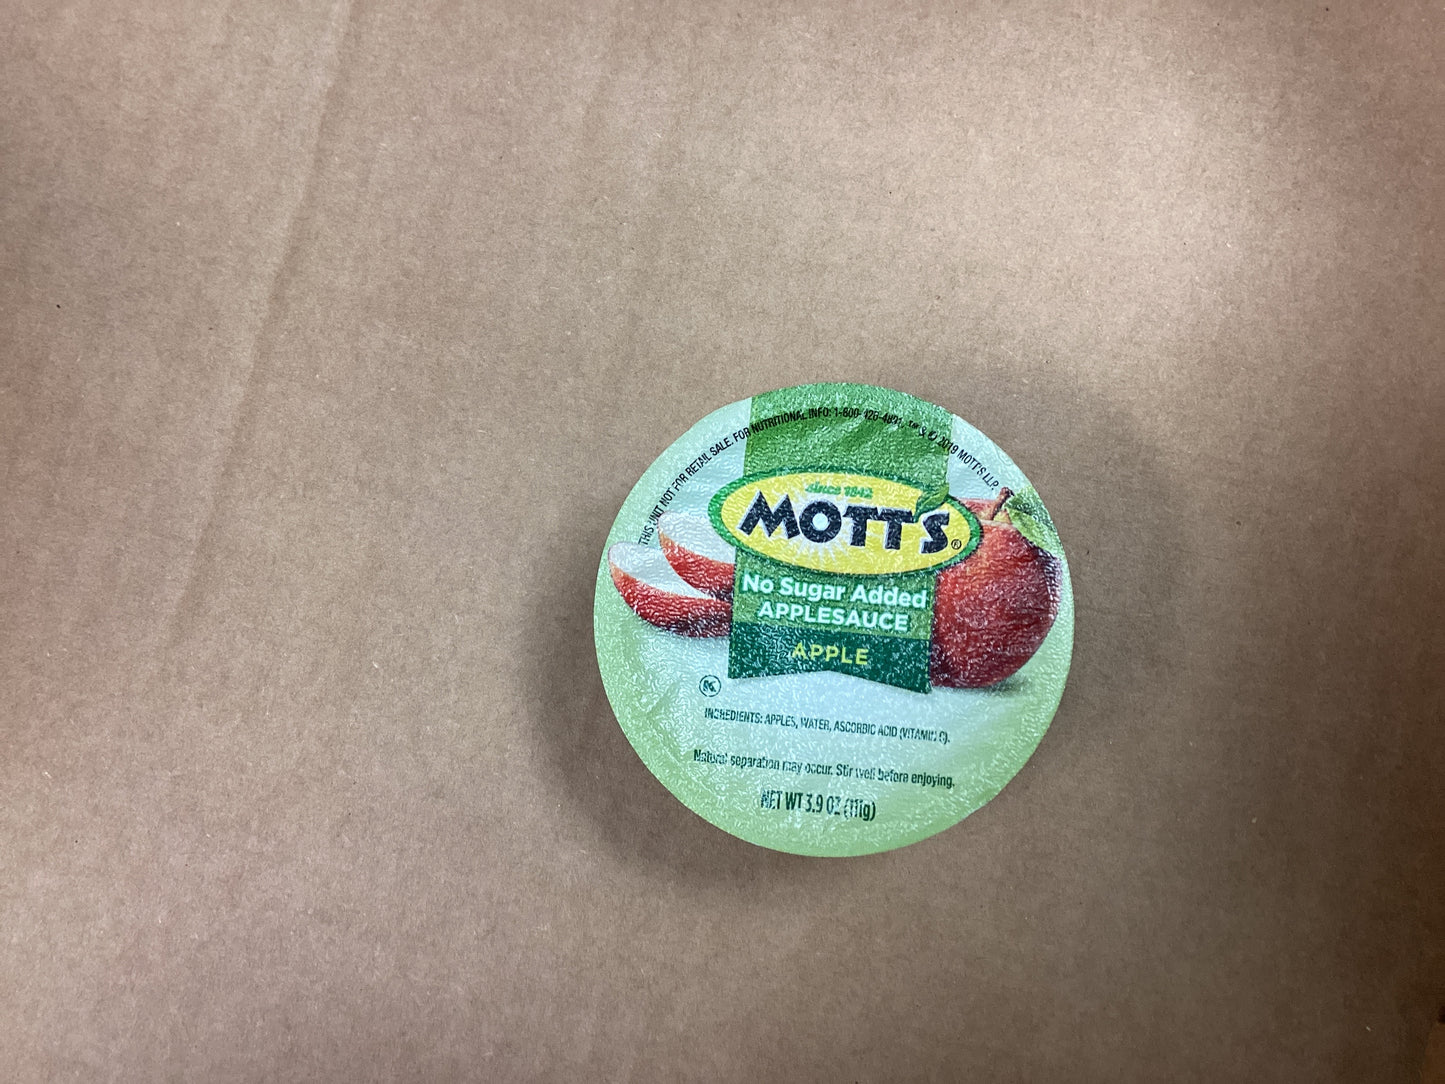 THIS UNIT NOT FOR RETAIL SALE. FOR NUTRITIONAL INFO: 1-800-426-4891, ™ & © 2019 MOTT'S LLP
since 1842
MOTT'S®
No Sugar Added
APPLESAUCE
APPLE
K
INGREDIENTS: APPLES, WATER, ASCORBIC ACID (VITAMIN C).
Natural separation may occur. Stir well before enjoying.
NET WT 3.9 OZ (111g)